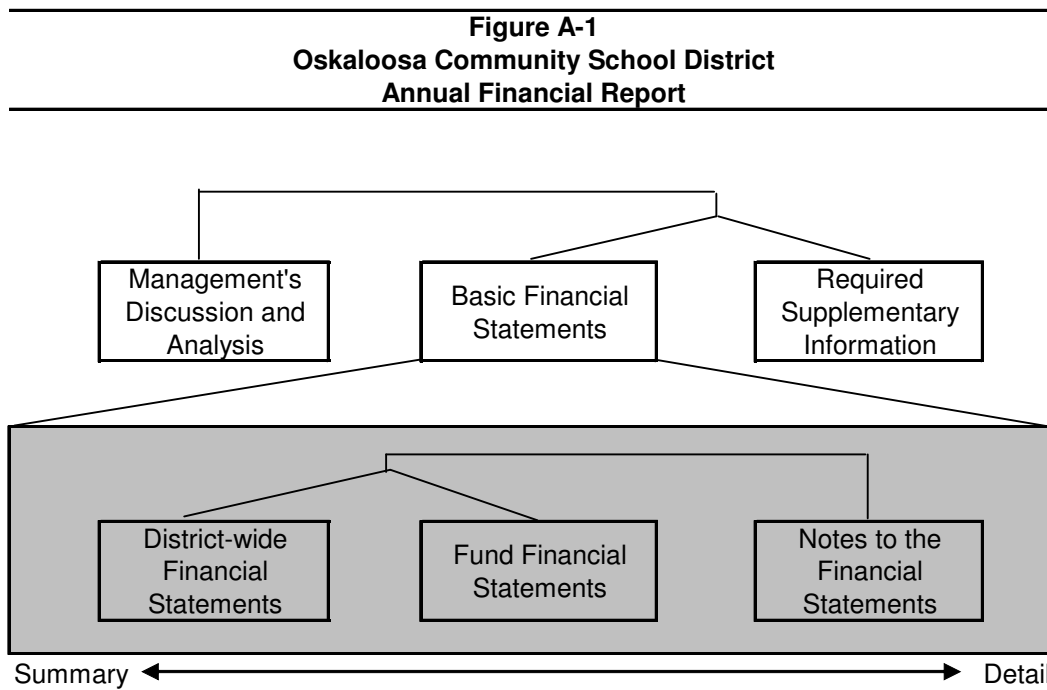 Figure A-1
Oskaloosa Community School District
Annual Financial Report
Management's
Discussion and
Analysis
Basic Financial
Statements
Required
Supplementary
Information
District-wide
Financial
Statements
Fund Financial
Statements
Notes to the
Financial
Statements
Summary
Detail